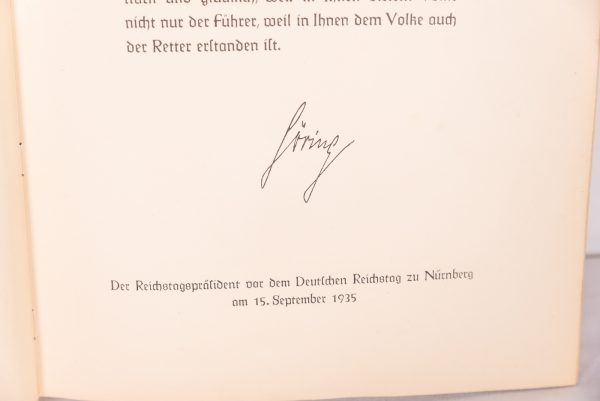 nicht nur der Führer, weil in Ihnen dem Volke auch
der Retter erstanden ist.
Göring
Der Reichstagspräsident vor dem Deutschen Reichstag zu Nürnberg
am 15. September 1935